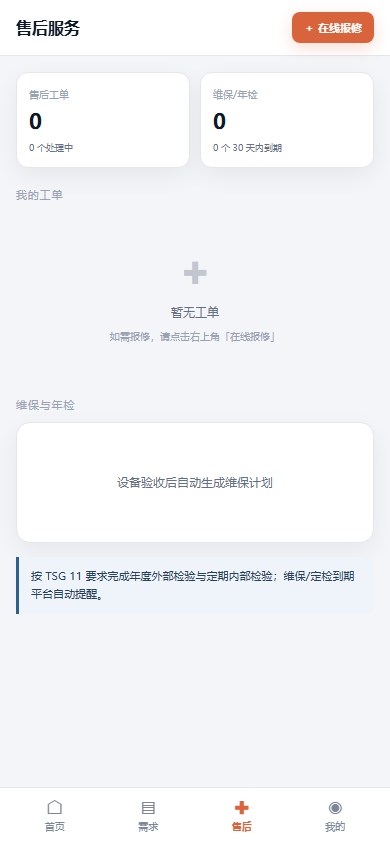 售后服务
+ 在线报修
售后工单
0
0 个处理中
维保/年检
0
0 个 30 天内到期
我的工单
暂无工单
如需报修，请点击右上角「在线报修」
维保与年检
设备验收后自动生成维保计划
按 TSG 11 要求完成年度外部检验与定期内部检验；维保/定检到期
平台自动提醒。
首页
需求
售后
我的